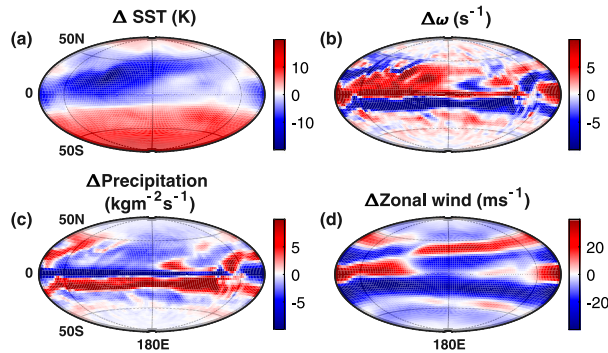 Δ SST (K)
Δω (s⁻¹)
(a)
50N
0
50S
10
0
-10
(b)
5
0
-5
ΔPrecipitation
(kgm⁻²s⁻¹)
ΔZonal wind (ms⁻¹)
(c)
50N
0
50S
180E
5
0
-5
(d)
180E
20
0
-20